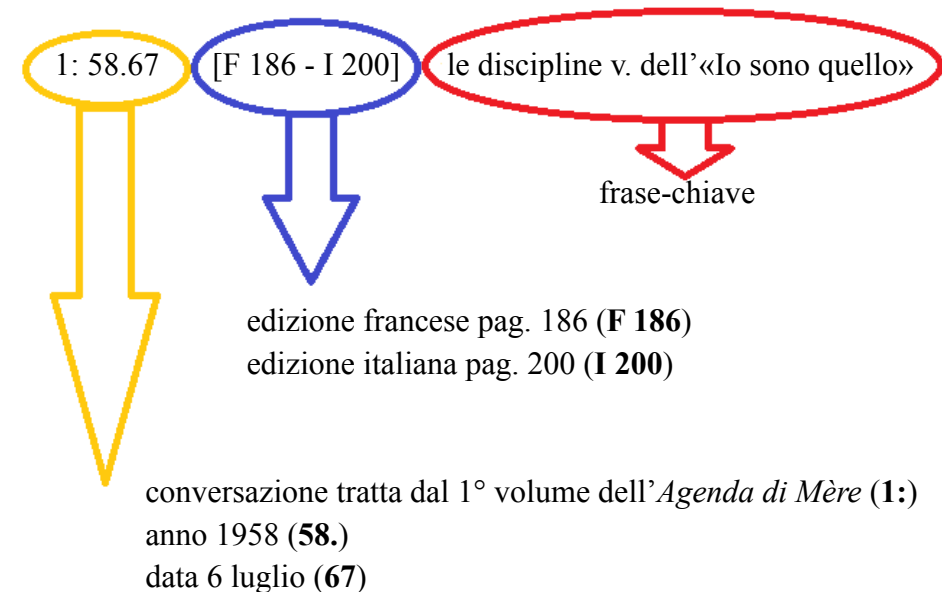 1: 58.67 [F 186 - I 200] le discipline v. dell’«Io sono quello»
frase-chiave
edizione francese pag. 186 (F 186)
edizione italiana pag. 200 (I 200)
conversazione tratta dal 1° volume dell’Agenda di Mère (1:)
anno 1958 (58.)
data 6 luglio (67)